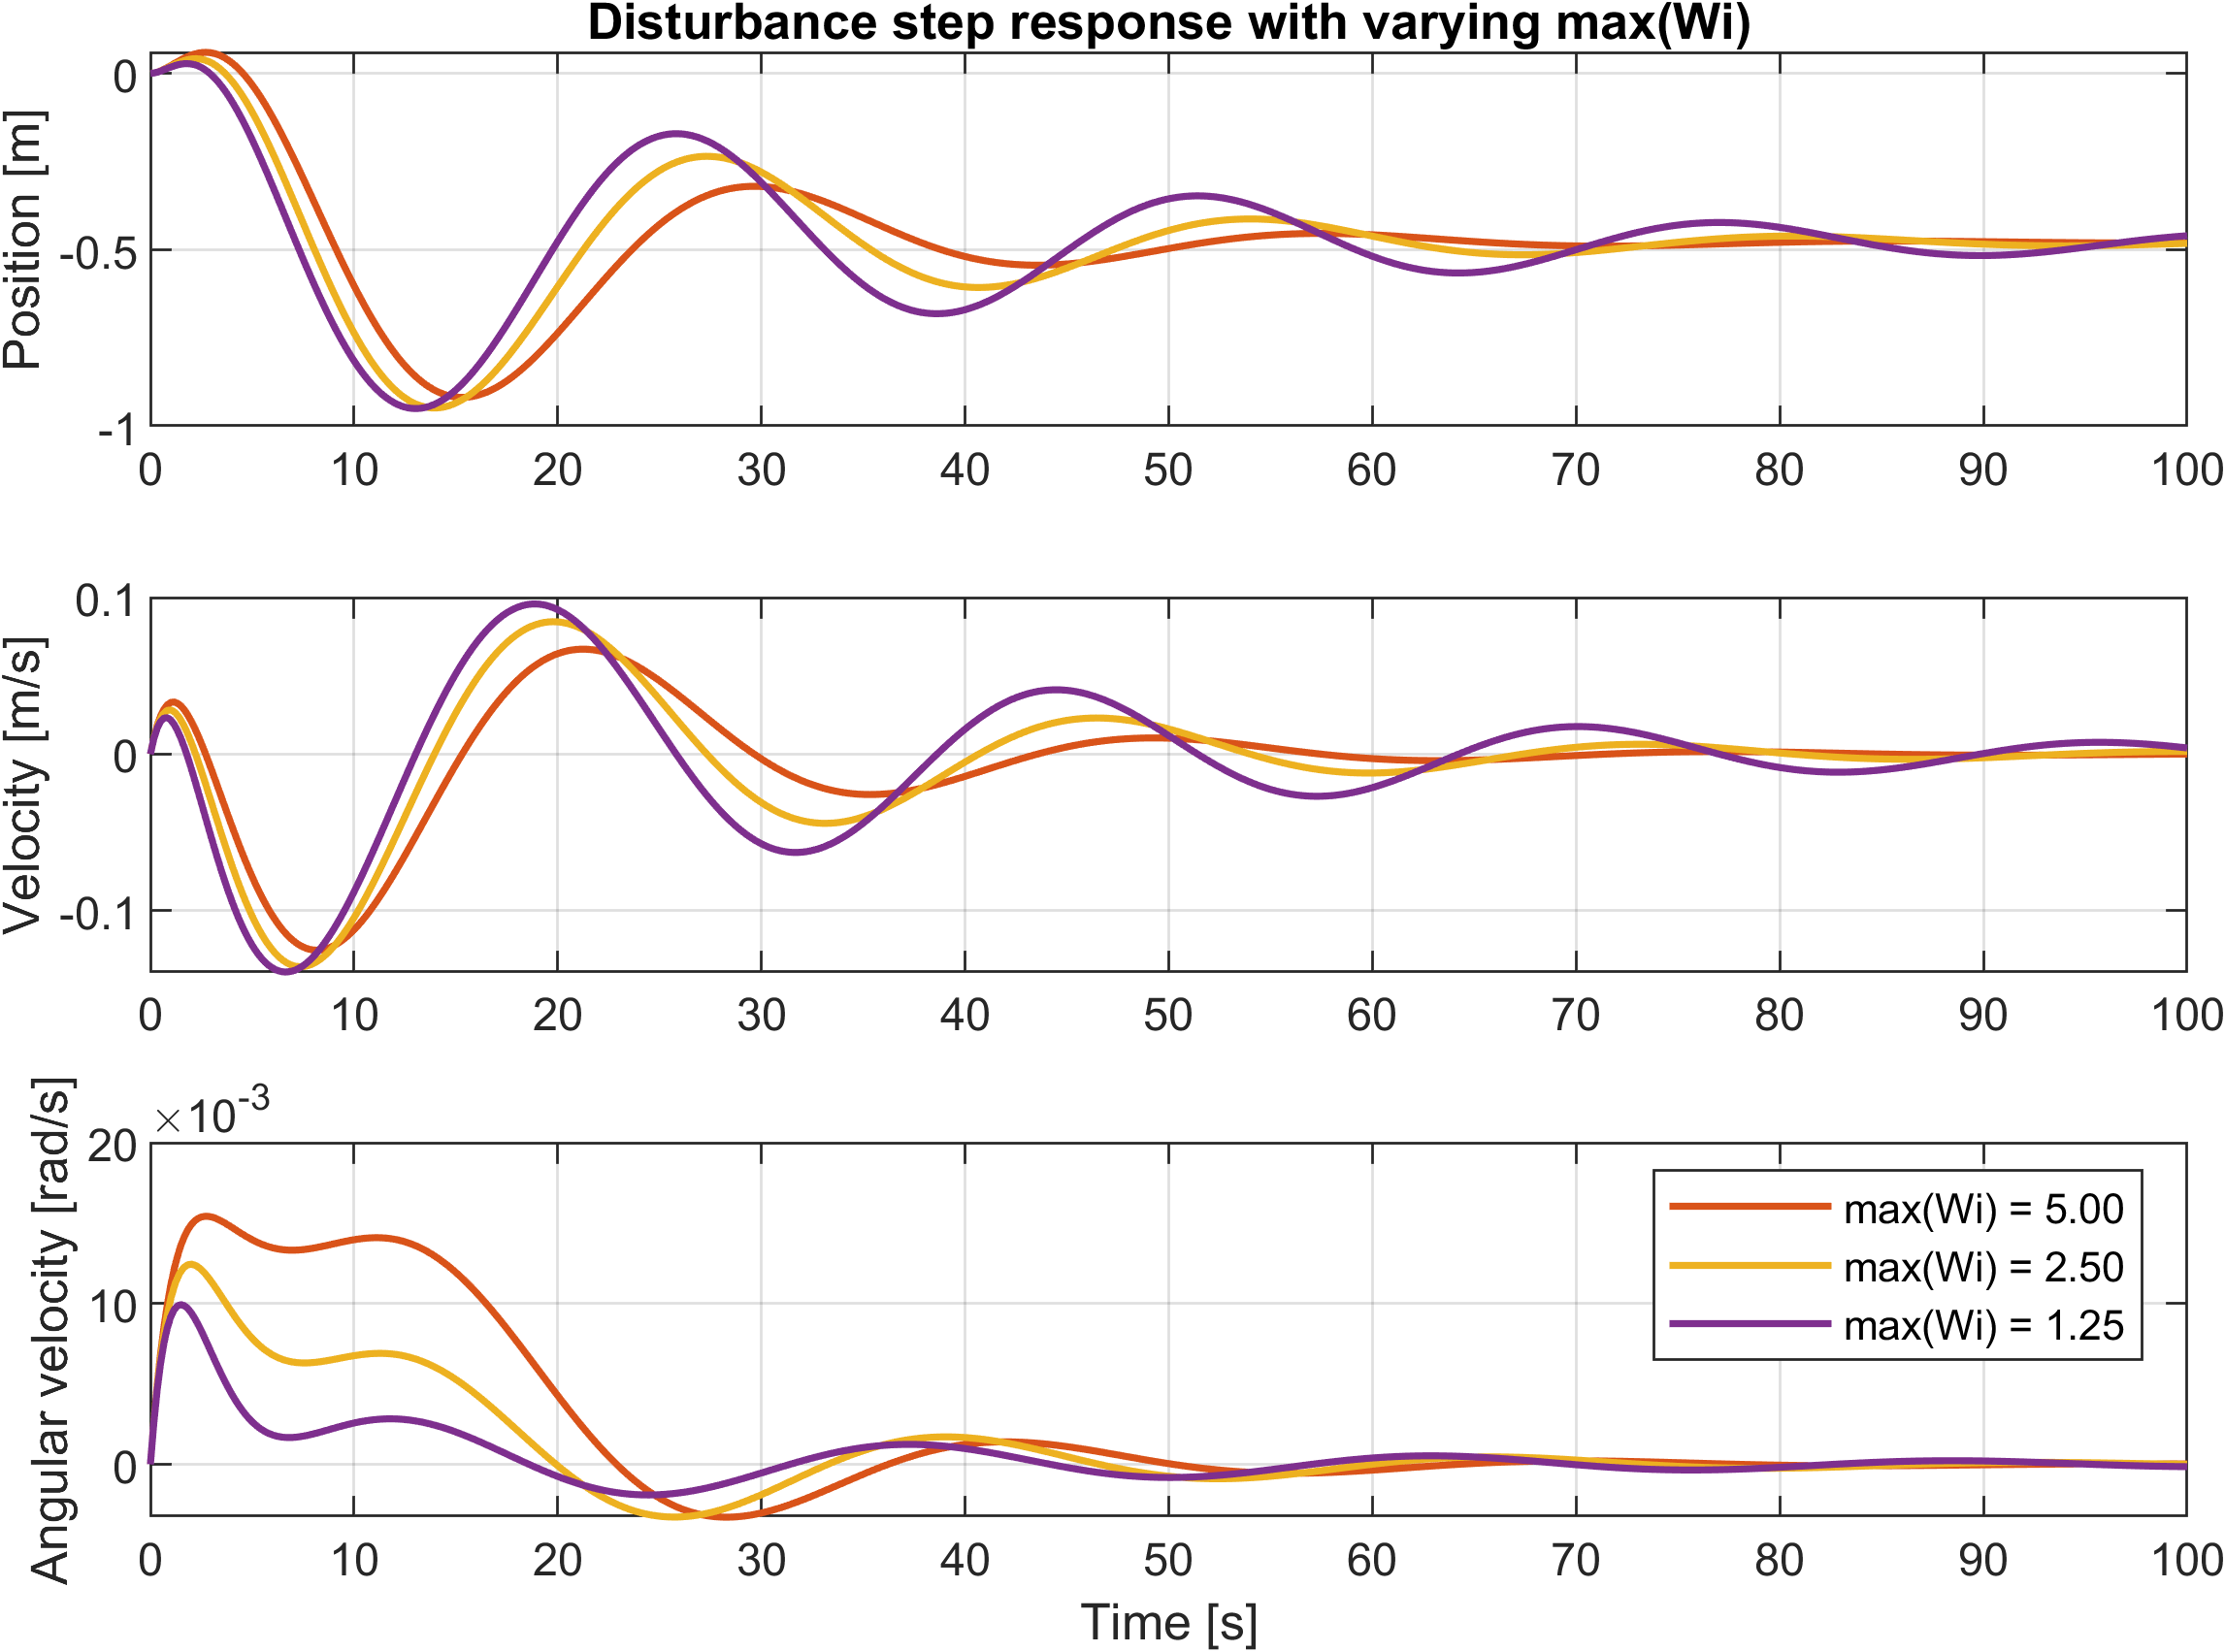 Disturbance step response with varying max(Wi)
Position [m]
0
-0.5
-1
0 10 20 30 40 50 60 70 80 90 100
Velocity [m/s]
0.1
0
-0.1
0 10 20 30 40 50 60 70 80 90 100
Angular velocity [rad/s]
×10-3
20
10
0
max(Wi) = 5.00
max(Wi) = 2.50
max(Wi) = 1.25
0 10 20 30 40 50 60 70 80 90 100
Time [s]